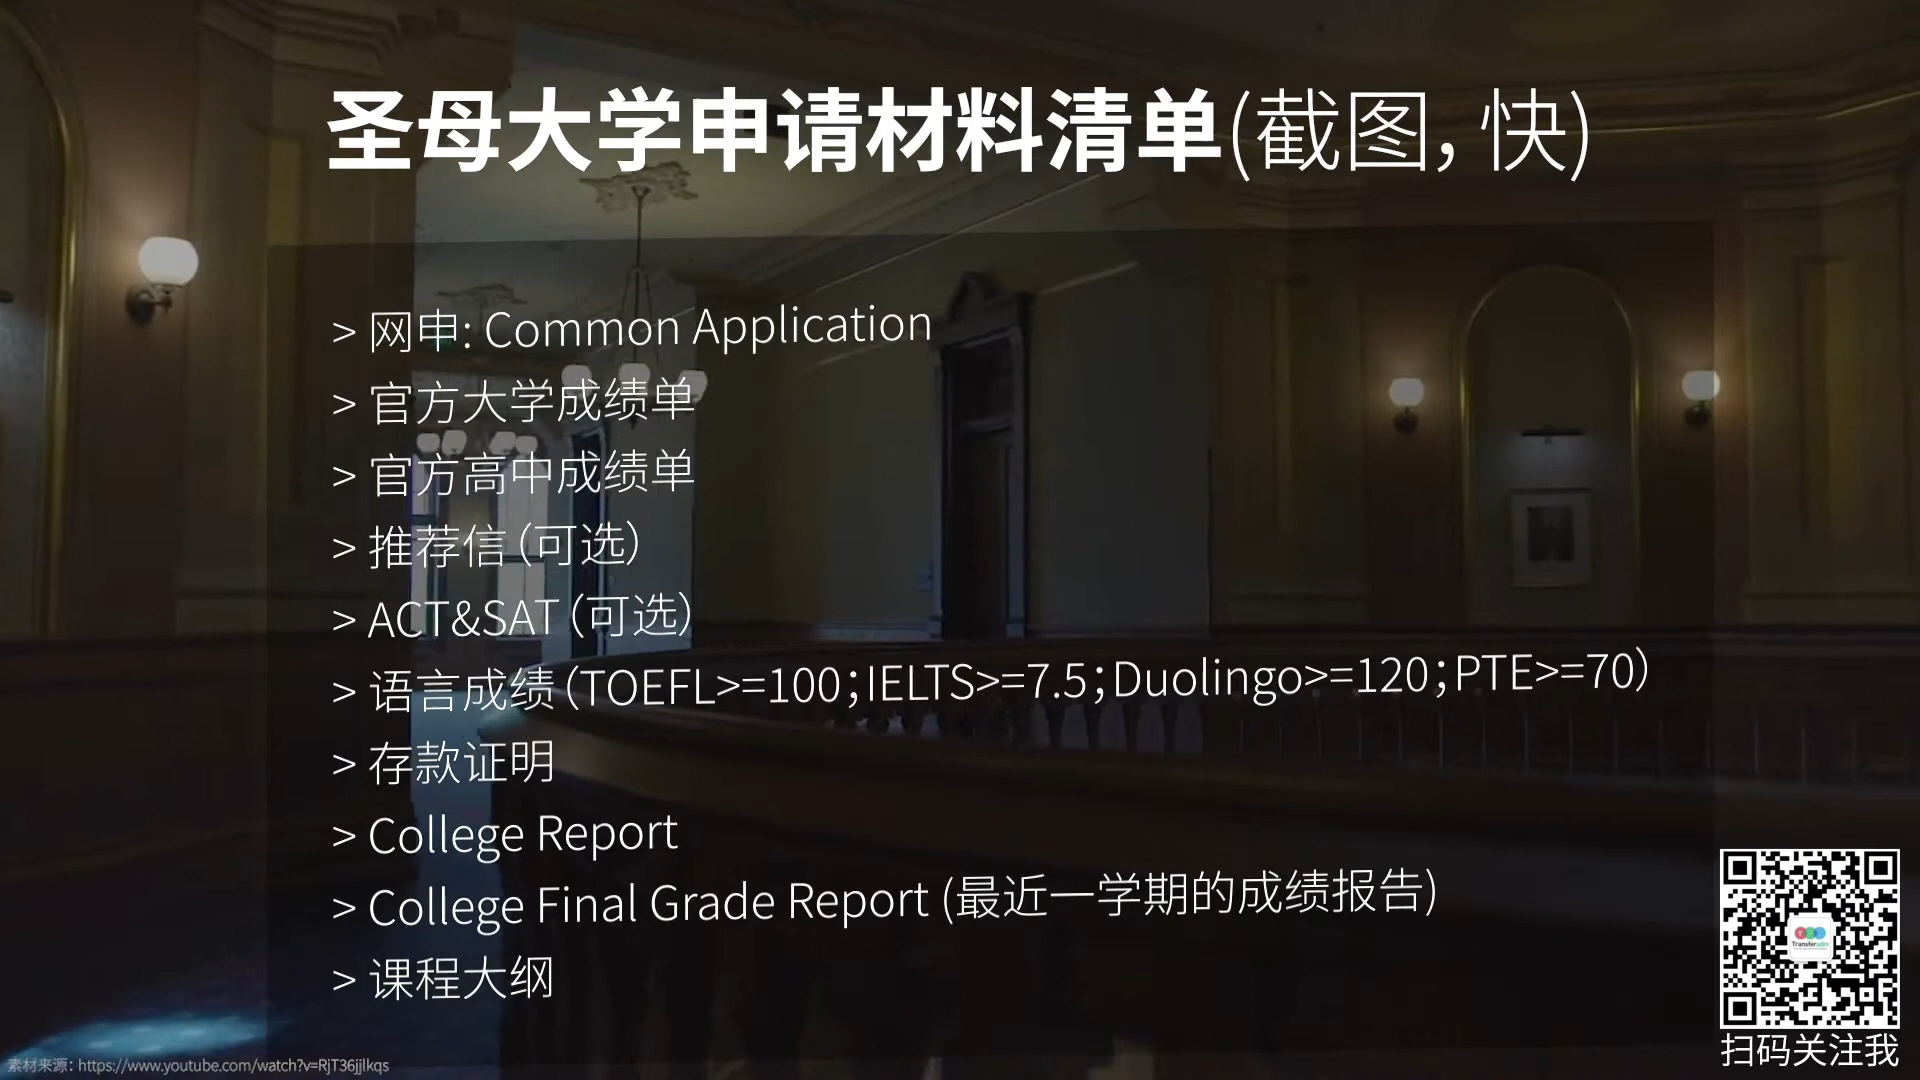 圣母大学申请材料清单(截图，快)
> 网申: Common Application
> 官方大学成绩单
> 官方高中成绩单
> 推荐信（可选）
> ACT&SAT（可选）
> 语言成绩（TOEFL>=100；IELTS>=7.5；Duolingo>=120；PTE>=70）
> 存款证明
> College Report
> College Final Grade Report (最近一学期的成绩报告)
> 课程大纲
Transferadm
扫码关注我
素材来源：https://www.youtube.com/watch?v=RjT36jjlkqs